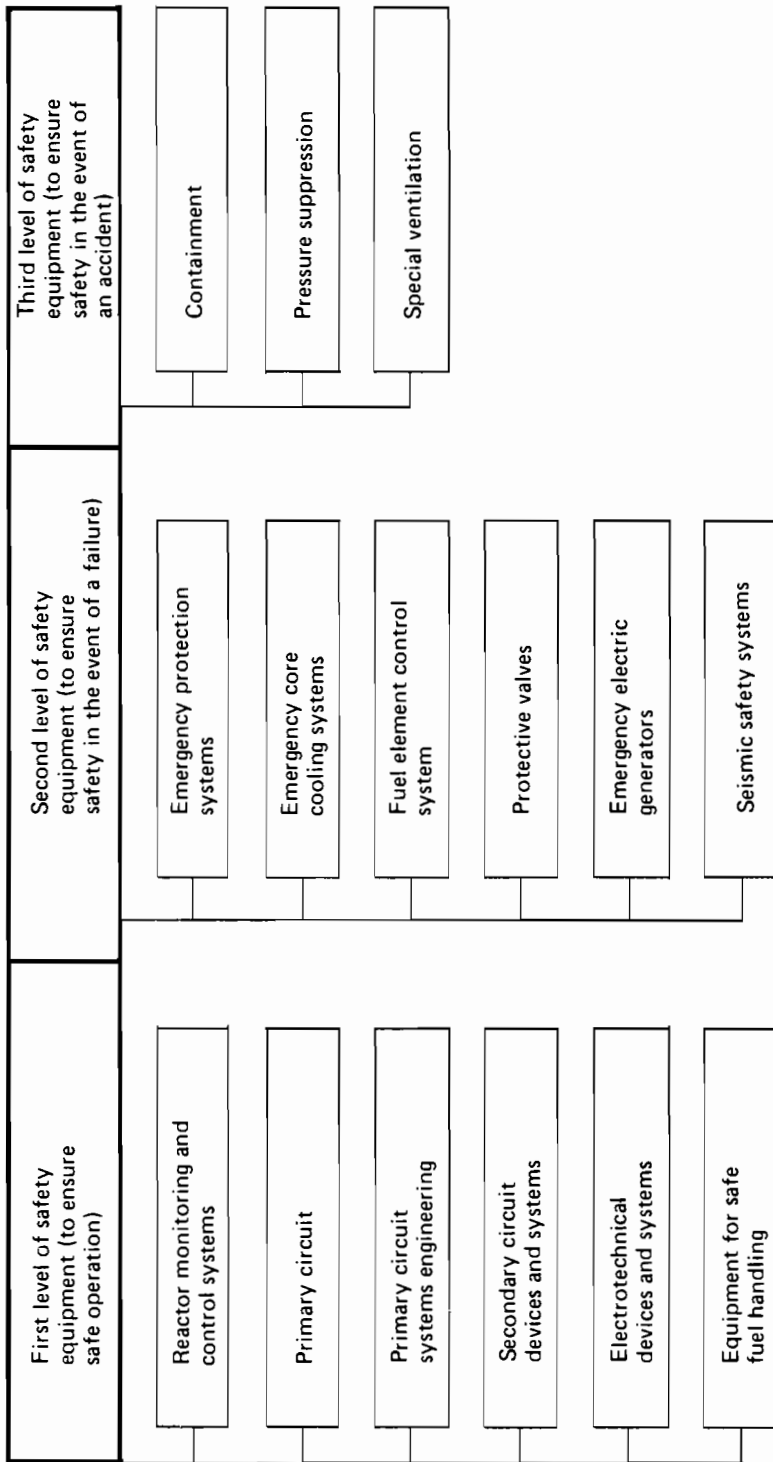 First level of safety
equipment (to ensure
safe operation)
Reactor monitoring and
control systems
Primary circuit
Primary circuit
systems engineering
Secondary circuit
devices and systems
Electrotechnical
devices and systems
Equipment for safe
fuel handling
Second level of safety
equipment (to ensure
safety in the event of a failure)
Emergency protection
systems
Emergency core
cooling systems
Fuel element control
system
Protective valves
Emergency electric
generators
Seismic safety systems
Third level of safety
equipment (to ensure
safety in the event of
an accident)
Containment
Pressure suppression
Special ventilation